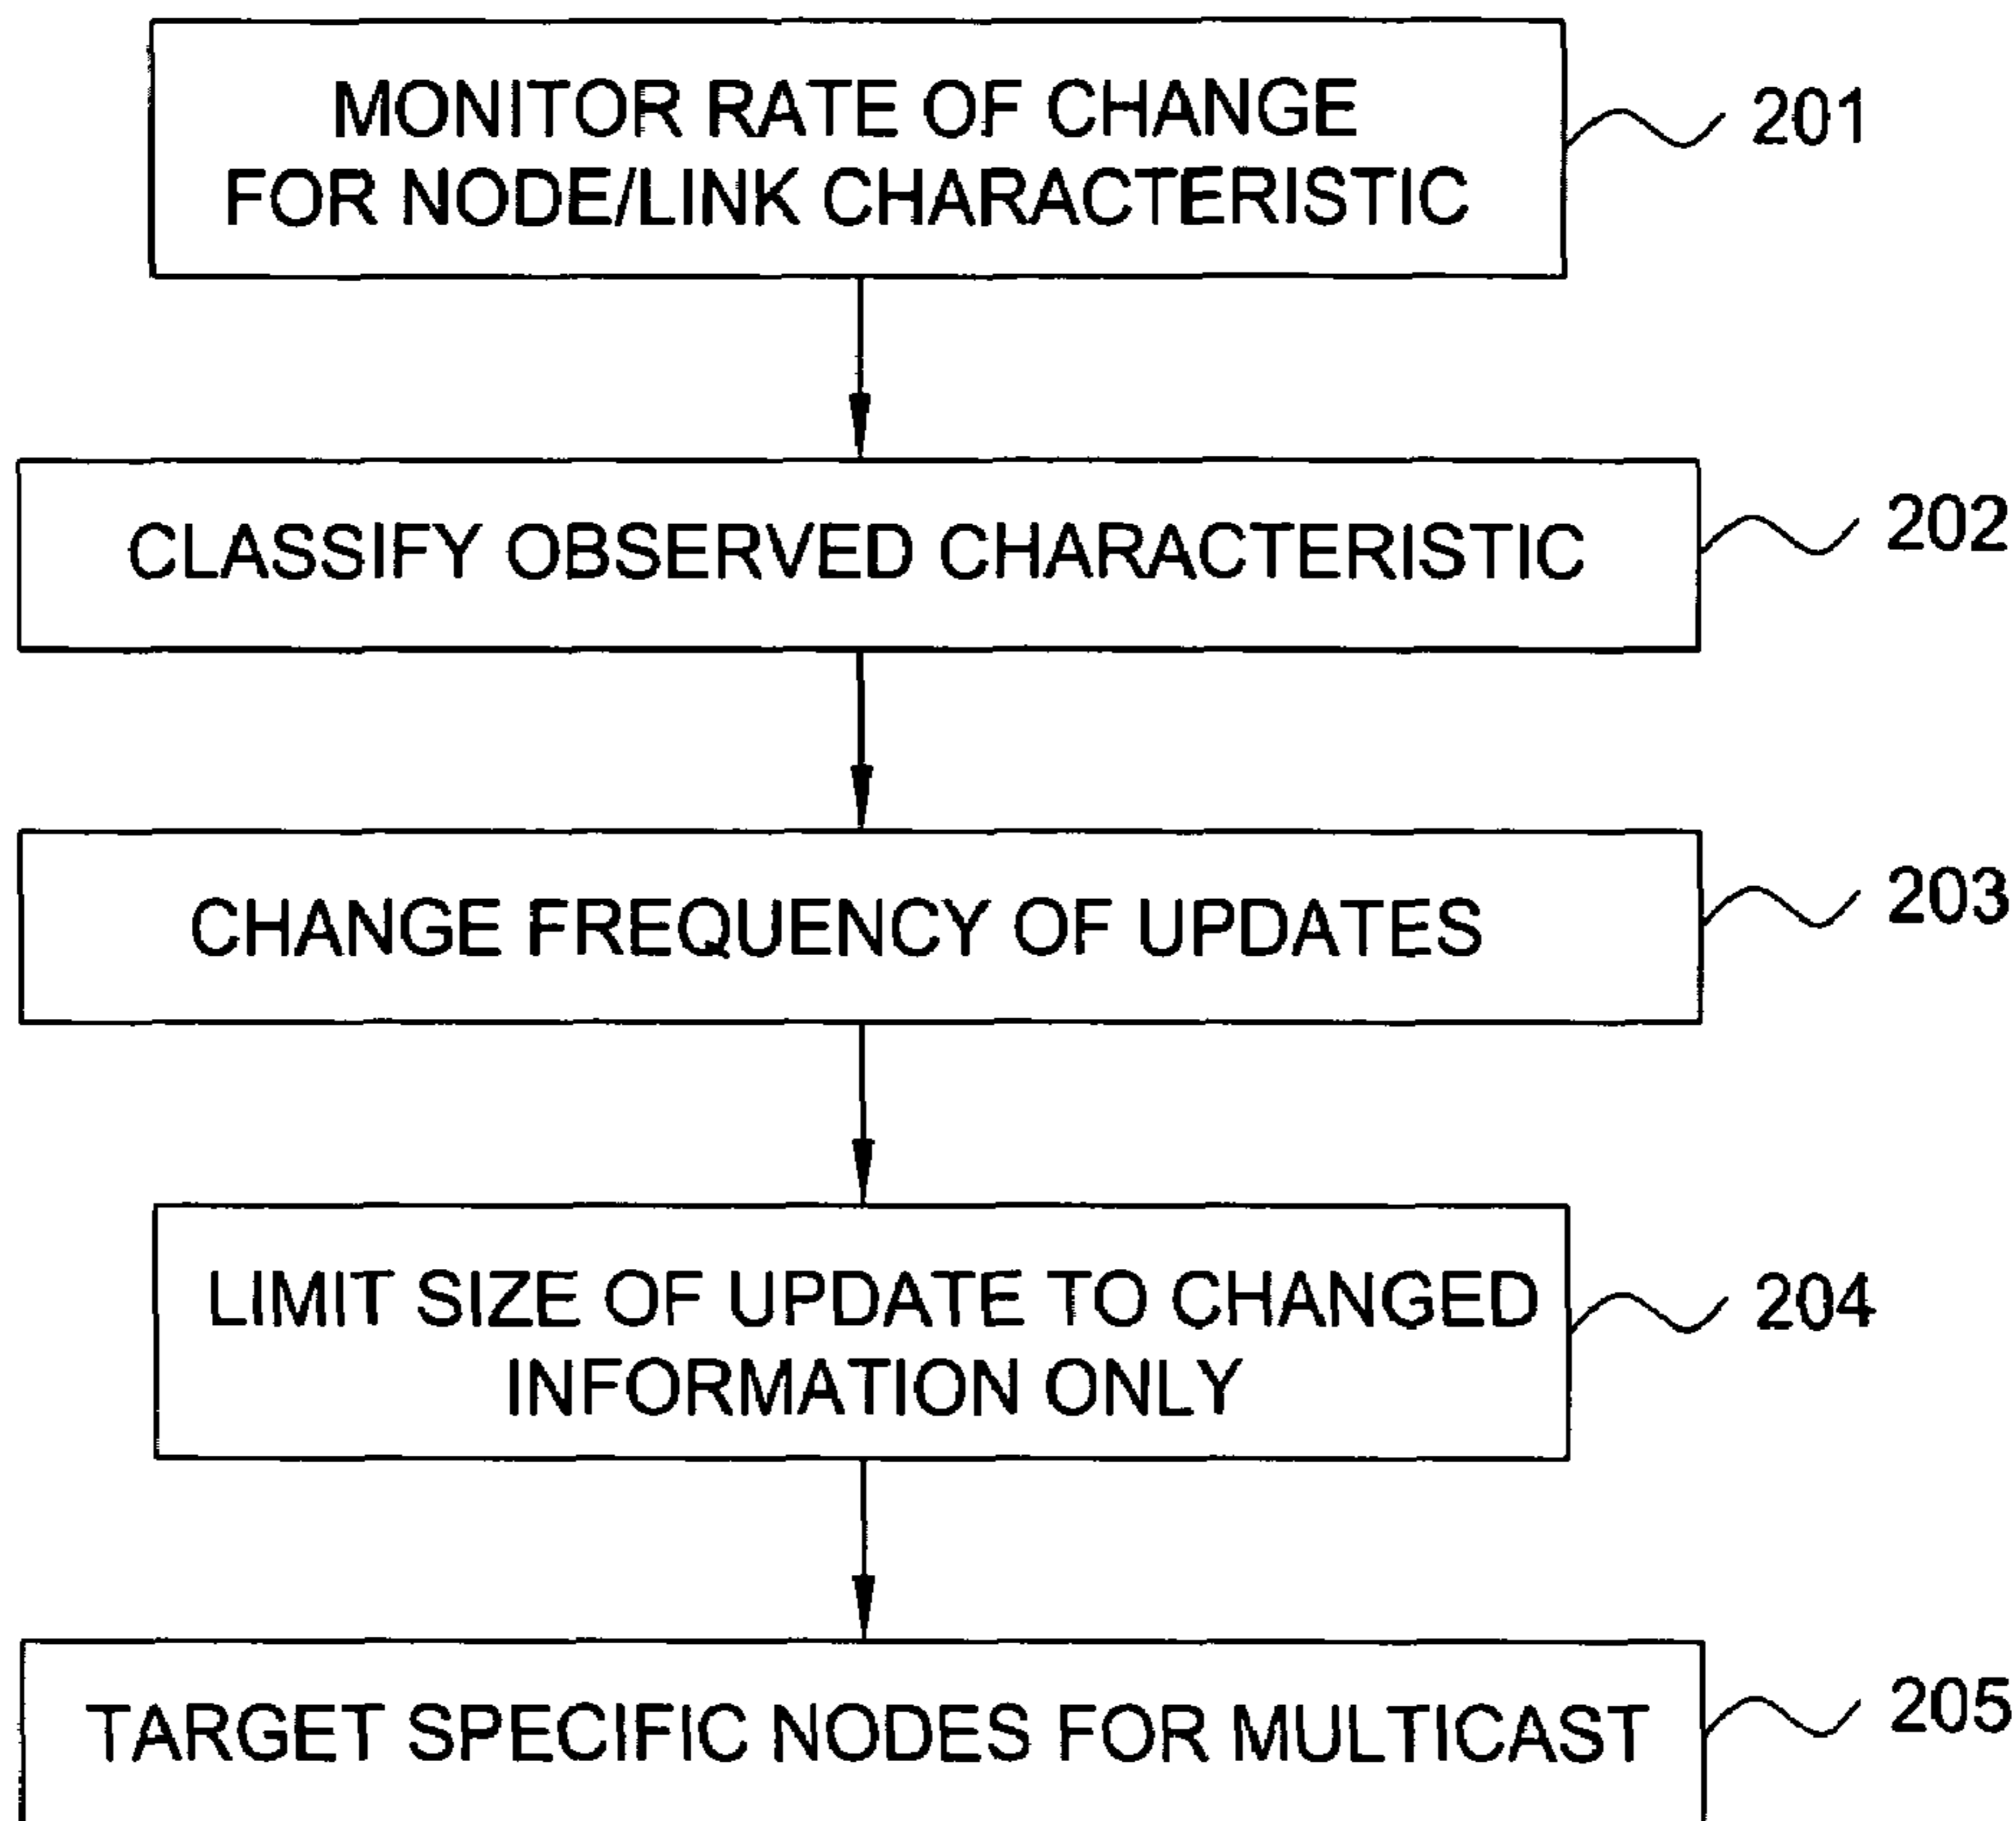 MONITOR RATE OF CHANGE
FOR NODE/LINK CHARACTERISTIC
201
CLASSIFY OBSERVED CHARACTERISTIC
202
CHANGE FREQUENCY OF UPDATES
203
LIMIT SIZE OF UPDATE TO CHANGED
INFORMATION ONLY
204
TARGET SPECIFIC NODES FOR MULTICAST
205